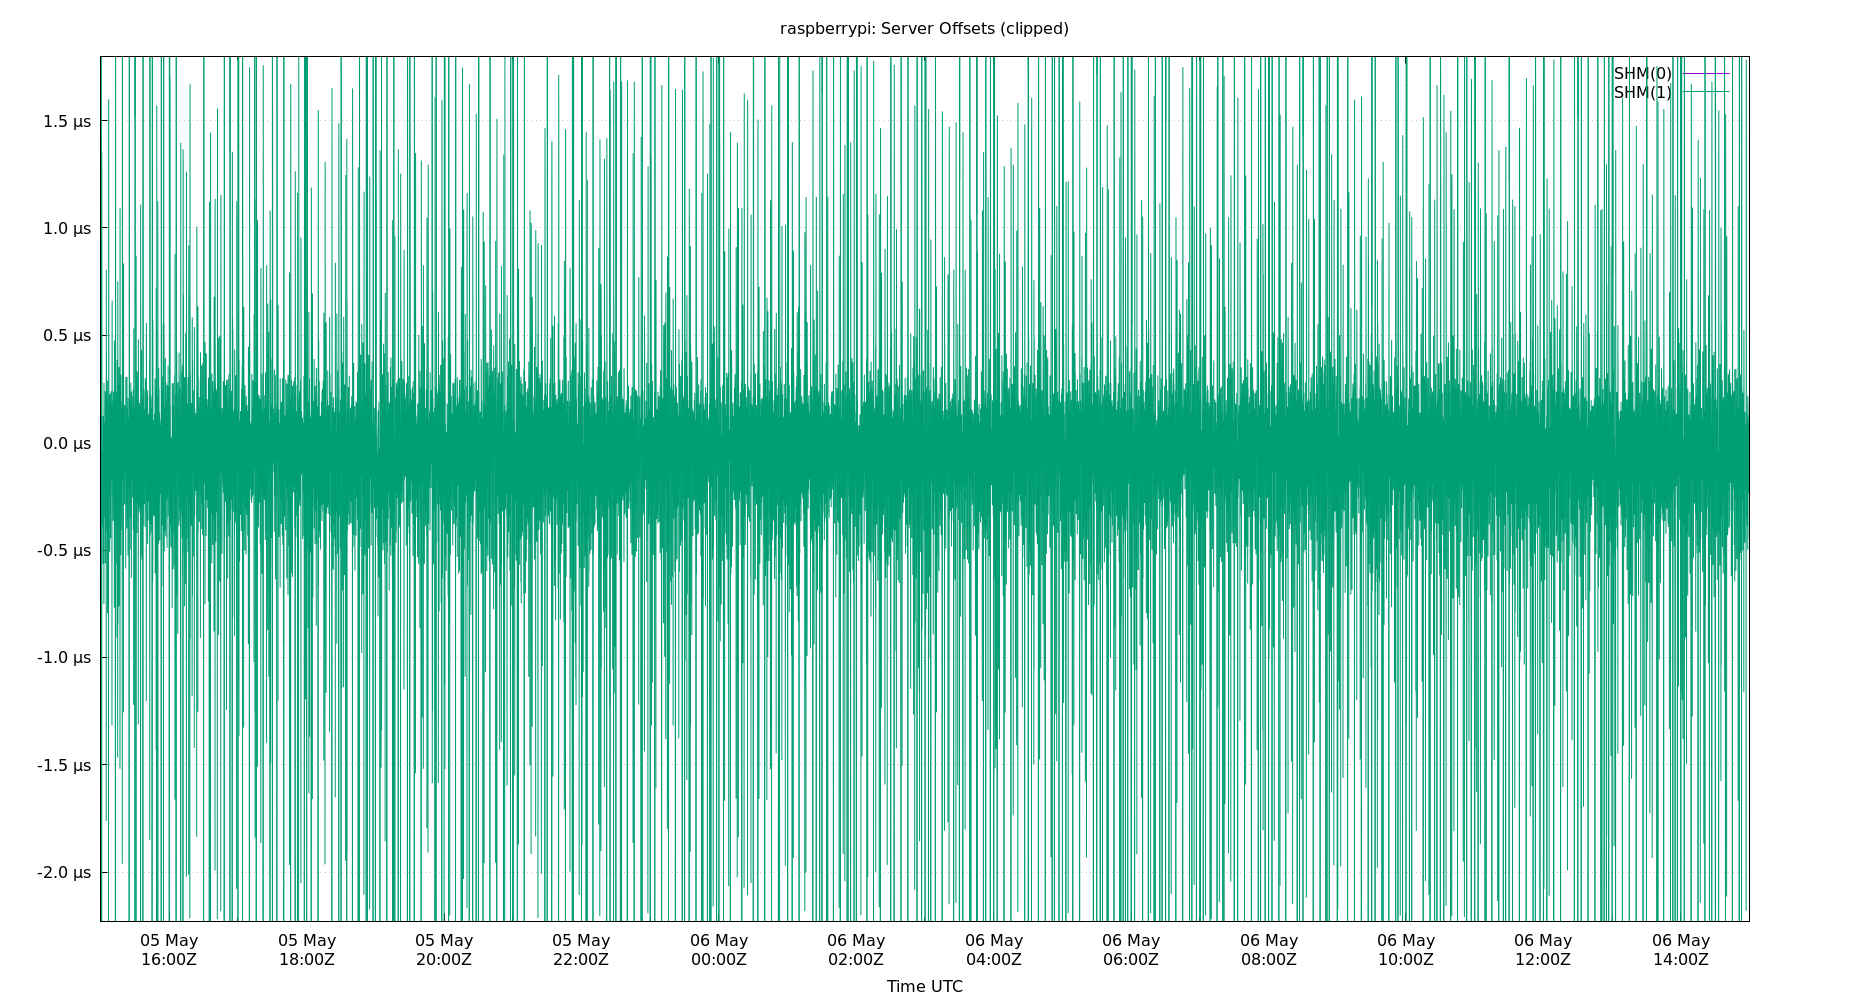 raspberrypi: Server Offsets (clipped)
SHM(0)
SHM(1)
1.5 µs
1.0 µs
0.5 µs
0.0 µs
-0.5 µs
-1.0 µs
-1.5 µs
-2.0 µs
05 May 05 May 05 May 05 May 06 May 06 May 06 May 06 May 06 May 06 May 06 May 06 May
16:00Z 18:00Z 20:00Z 22:00Z 00:00Z 02:00Z 04:00Z 06:00Z 08:00Z 10:00Z 12:00Z 14:00Z
Time UTC